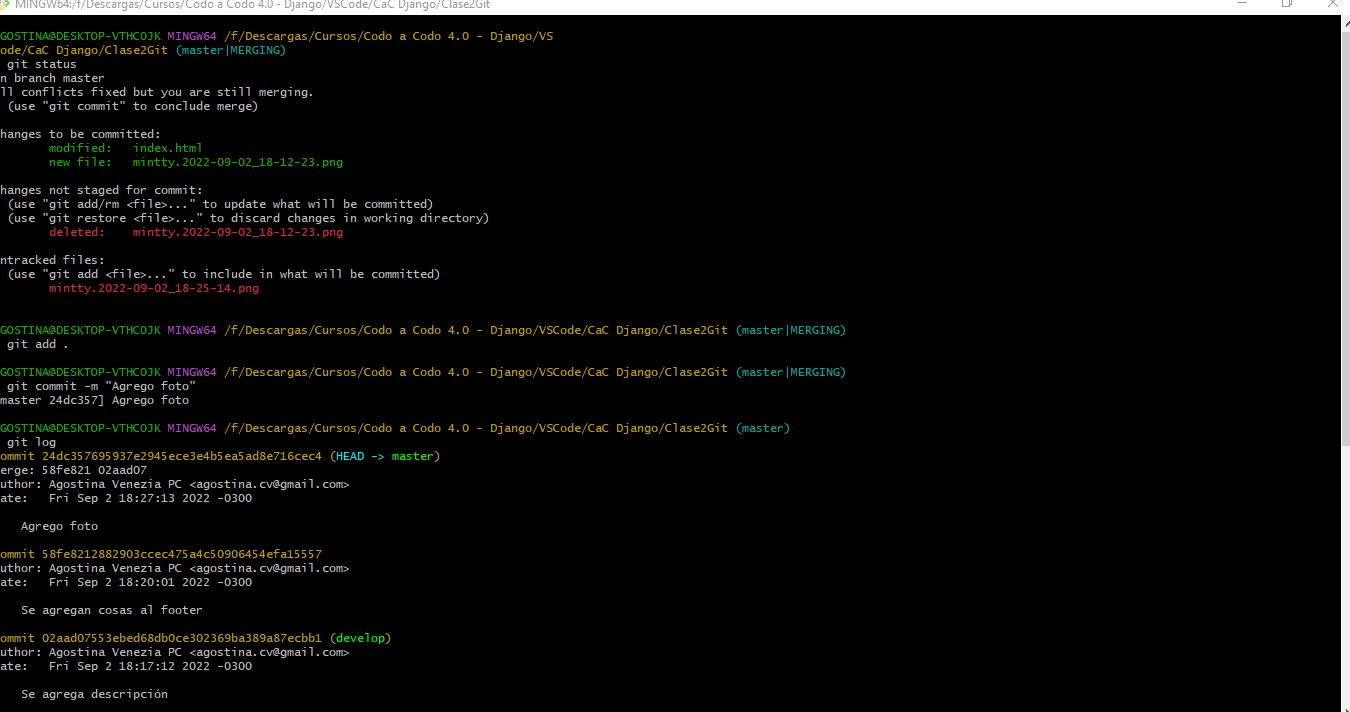 MINGW64:/f/Descargas/Cursos/Codo a Codo 4.0 - Django/VSCode/CaC Django/Clase2Git
GOSTINA@DESKTOP-VTHCOJK MINGW64 /f/Descargas/Cursos/Codo a Codo 4.0 - Django/VS
ode/CaC Django/Clase2Git (master|MERGING)
git status
n branch master
ll conflicts fixed but you are still merging.
(use "git commit" to conclude merge)
hanges to be committed:
modified: index.html
new file: mintty.2022-09-02_18-12-23.png
hanges not staged for commit:
(use "git add/rm <file>..." to update what will be committed)
(use "git restore <file>..." to discard changes in working directory)
deleted: mintty.2022-09-02_18-12-23.png
ntracked files:
(use "git add <file>..." to include in what will be committed)
mintty.2022-09-02_18-25-14.png
GOSTINA@DESKTOP-VTHCOJK MINGW64 /f/Descargas/Cursos/Codo a Codo 4.0 - Django/VSCode/CaC Django/Clase2Git (master|MERGING)
git add .
GOSTINA@DESKTOP-VTHCOJK MINGW64 /f/Descargas/Cursos/Codo a Codo 4.0 - Django/VSCode/CaC Django/Clase2Git (master|MERGING)
git commit -m "Agrego foto"
master 24dc357] Agrego foto
GOSTINA@DESKTOP-VTHCOJK MINGW64 /f/Descargas/Cursos/Codo a Codo 4.0 - Django/VSCode/CaC Django/Clase2Git (master)
git log
ommit 24dc357695937e2945ece3e4b5ea5ad8e716cec4 (HEAD -> master)
erge: 58fe821 02aad07
uthor: Agostina Venezia PC <agostina.cv@gmail.com>
ate: Fri Sep 2 18:27:13 2022 -0300
Agrego foto
ommit 58fe8212882903ccec475a4c50906454efa15557
uthor: Agostina Venezia PC <agostina.cv@gmail.com>
ate: Fri Sep 2 18:20:01 2022 -0300
Se agregan cosas al footer
ommit 02aad07553ebed68db0ce302369ba389a87ecbb1 (develop)
uthor: Agostina Venezia PC <agostina.cv@gmail.com>
ate: Fri Sep 2 18:17:12 2022 -0300
Se agrega descripción